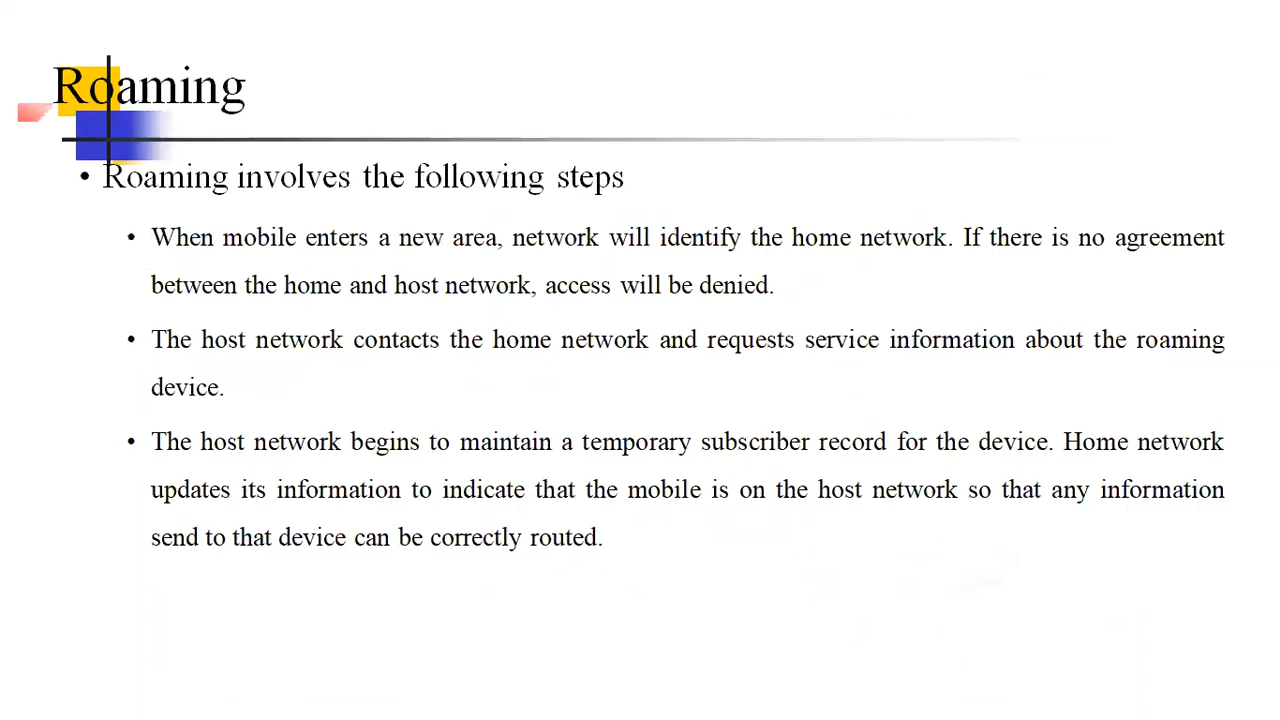 Roaming
• Roaming involves the following steps
• When mobile enters a new area, network will identify the home network. If there is no agreement
between the home and host network, access will be denied.
• The host network contacts the home network and requests service information about the roaming
device.
• The host network begins to maintain a temporary subscriber record for the device. Home network
updates its information to indicate that the mobile is on the host network so that any information
send to that device can be correctly routed.